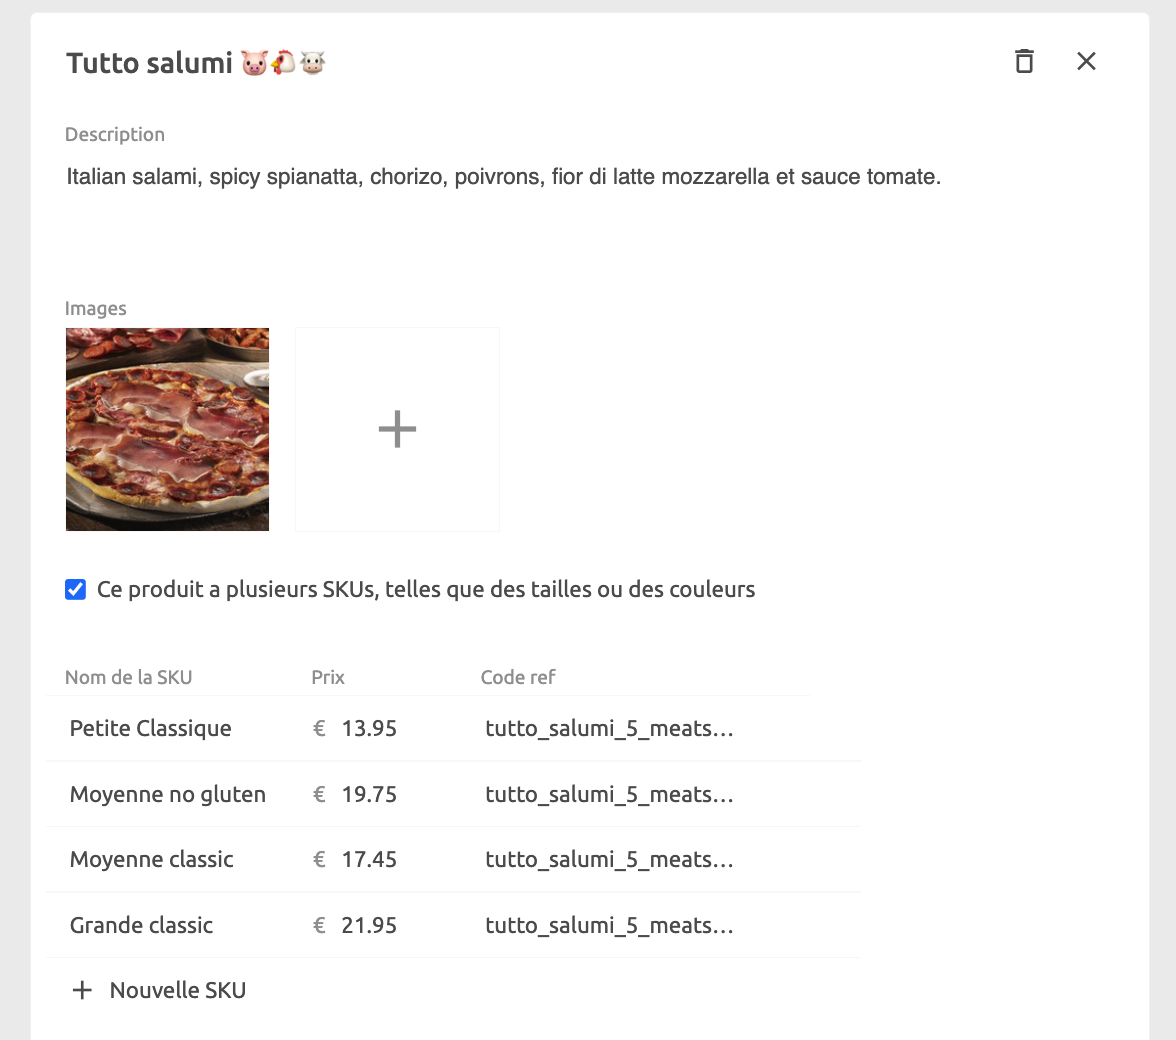 Tutto salumi 🐷🐔🐮
Description
Italian salami, spicy spianatta, chorizo, poivrons, fior di latte mozzarella et sauce tomate.
Images
Ce produit a plusieurs SKUs, telles que des tailles ou des couleurs
Nom de la SKU Prix Code ref
Petite Classique € 13.95 tutto_salumi_5_meats...
Moyenne no gluten € 19.75 tutto_salumi_5_meats...
Moyenne classic € 17.45 tutto_salumi_5_meats...
Grande classic € 21.95 tutto_salumi_5_meats...
+ Nouvelle SKU